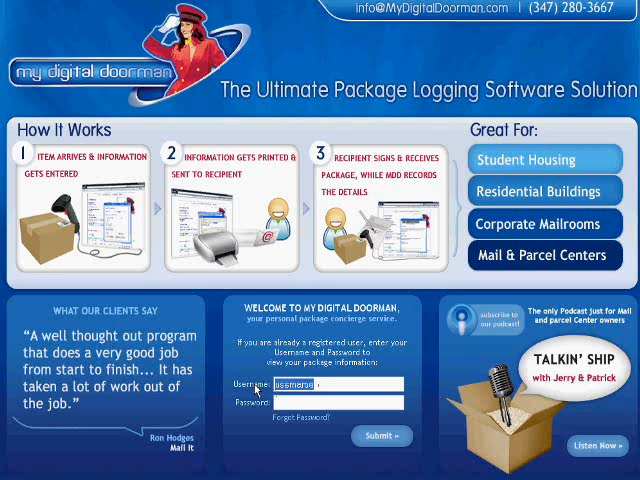 info@MyDigitalDoorman.com | (347) 280-3667
my digital doorman
The Ultimate Package Logging Software Solution
How It Works
1 ITEM ARRIVES & INFORMATION
GETS ENTERED
2 INFORMATION GETS PRINTED &
SENT TO RECIPIENT
3 RECIPIENT SIGNS & RECEIVES
PACKAGE, WHILE MDD RECORDS
THE DETAILS
Great For:
Student Housing
Residential Buildings
Corporate Mailrooms
Mail & Parcel Centers
WHAT OUR CLIENTS SAY
“A well thought out program
that does a very good job
from start to finish... It has
taken a lot of work out of
the job.”
Ron Hodges
Mail It
WELCOME TO MY DIGITAL DOORMAN,
your personal package concierge service.
If you are already a registered user, enter your
Username and Password to
view your package information:
Username: username
Password:
Forgot Password?
Submit »
subscribe to
our podcast!
The only Podcast just for Mail
and parcel Center owners
TALKIN' SHIP
with Jerry & Patrick
Listen Now »